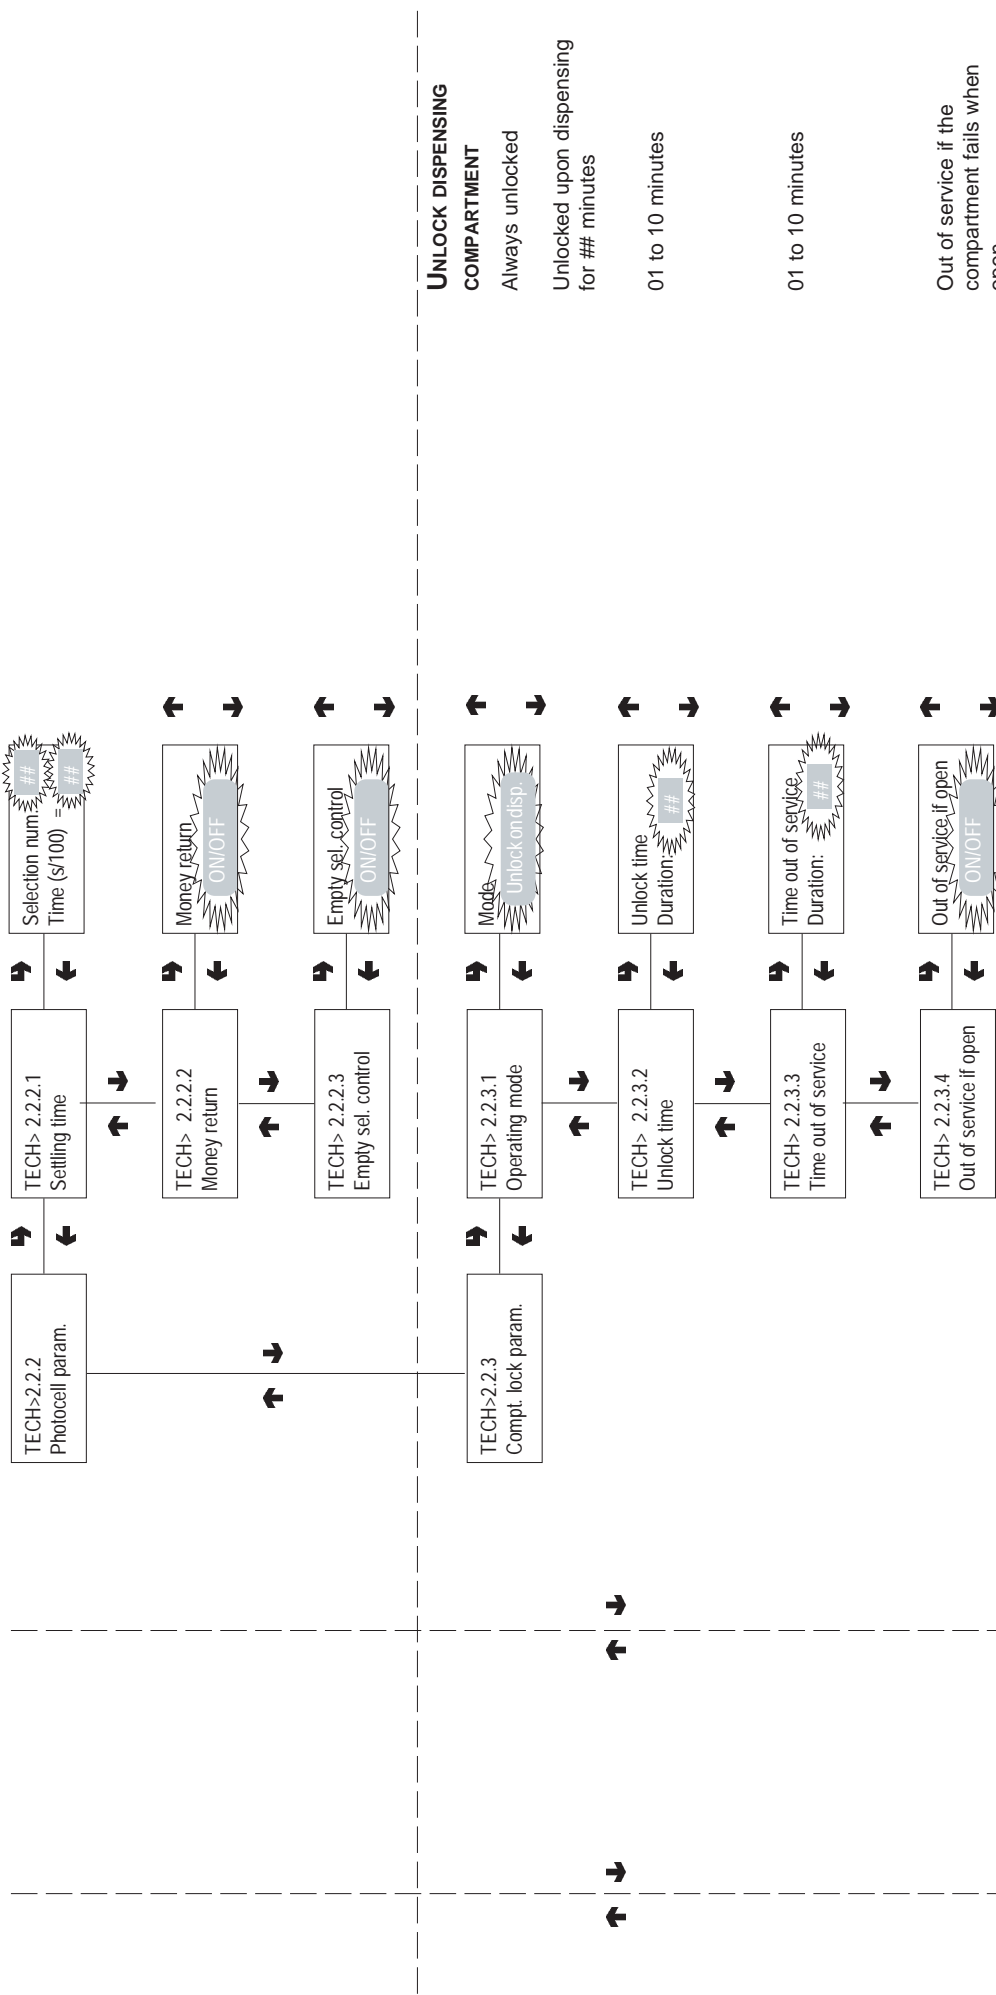 TECH>2.2.2
Photocell param.
TECH> 2.2.2.1
Settling time
Selection num.
##
Time (s/100) =
##
TECH> 2.2.2.2
Money return
Money return
ON/OFF
TECH> 2.2.2.3
Empty sel. control
Empty sel. control
ON/OFF
UNLOCK DISPENSING
COMPARTMENT
TECH>2.2.3
Compt. lock param.
TECH> 2.2.3.1
Operating mode
Mode
Unlock on disp.
Always unlocked
Unlocked upon dispensing
for ## minutes
TECH> 2.2.3.2
Unlock time
Unlock time
Duration:
##
01 to 10 minutes
TECH> 2.2.3.3
Time out of service
Time out of service
Duration:
##
01 to 10 minutes
TECH> 2.2.3.4
Out of service if open
Out of service if open
ON/OFF
Out of service if the
compartment fails when